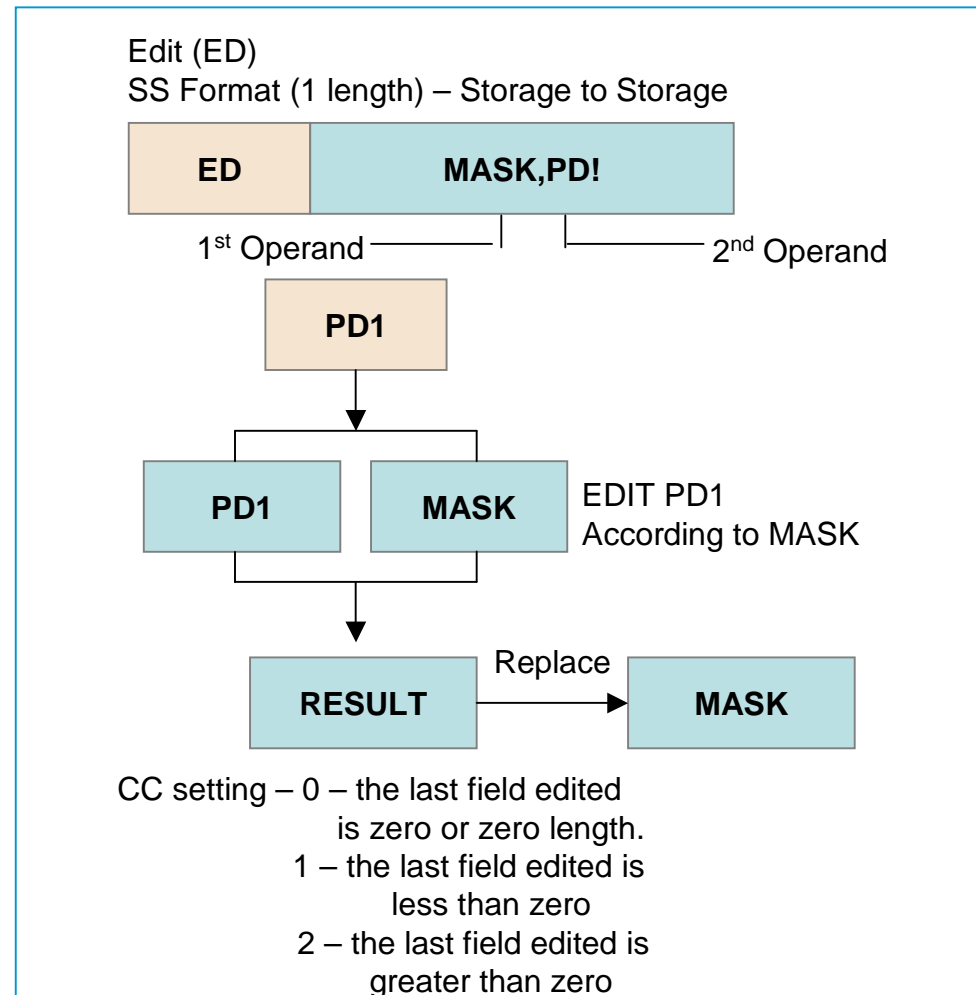 Edit (ED)
SS Format (1 length) – Storage to Storage
ED
MASK,PD!
1st Operand
2nd Operand
PD1
PD1
MASK
EDIT PD1
According to MASK
RESULT
Replace
MASK
CC setting – 0 – the last field edited
is zero or zero length.
1 – the last field edited is
less than zero
2 – the last field edited is
greater than zero